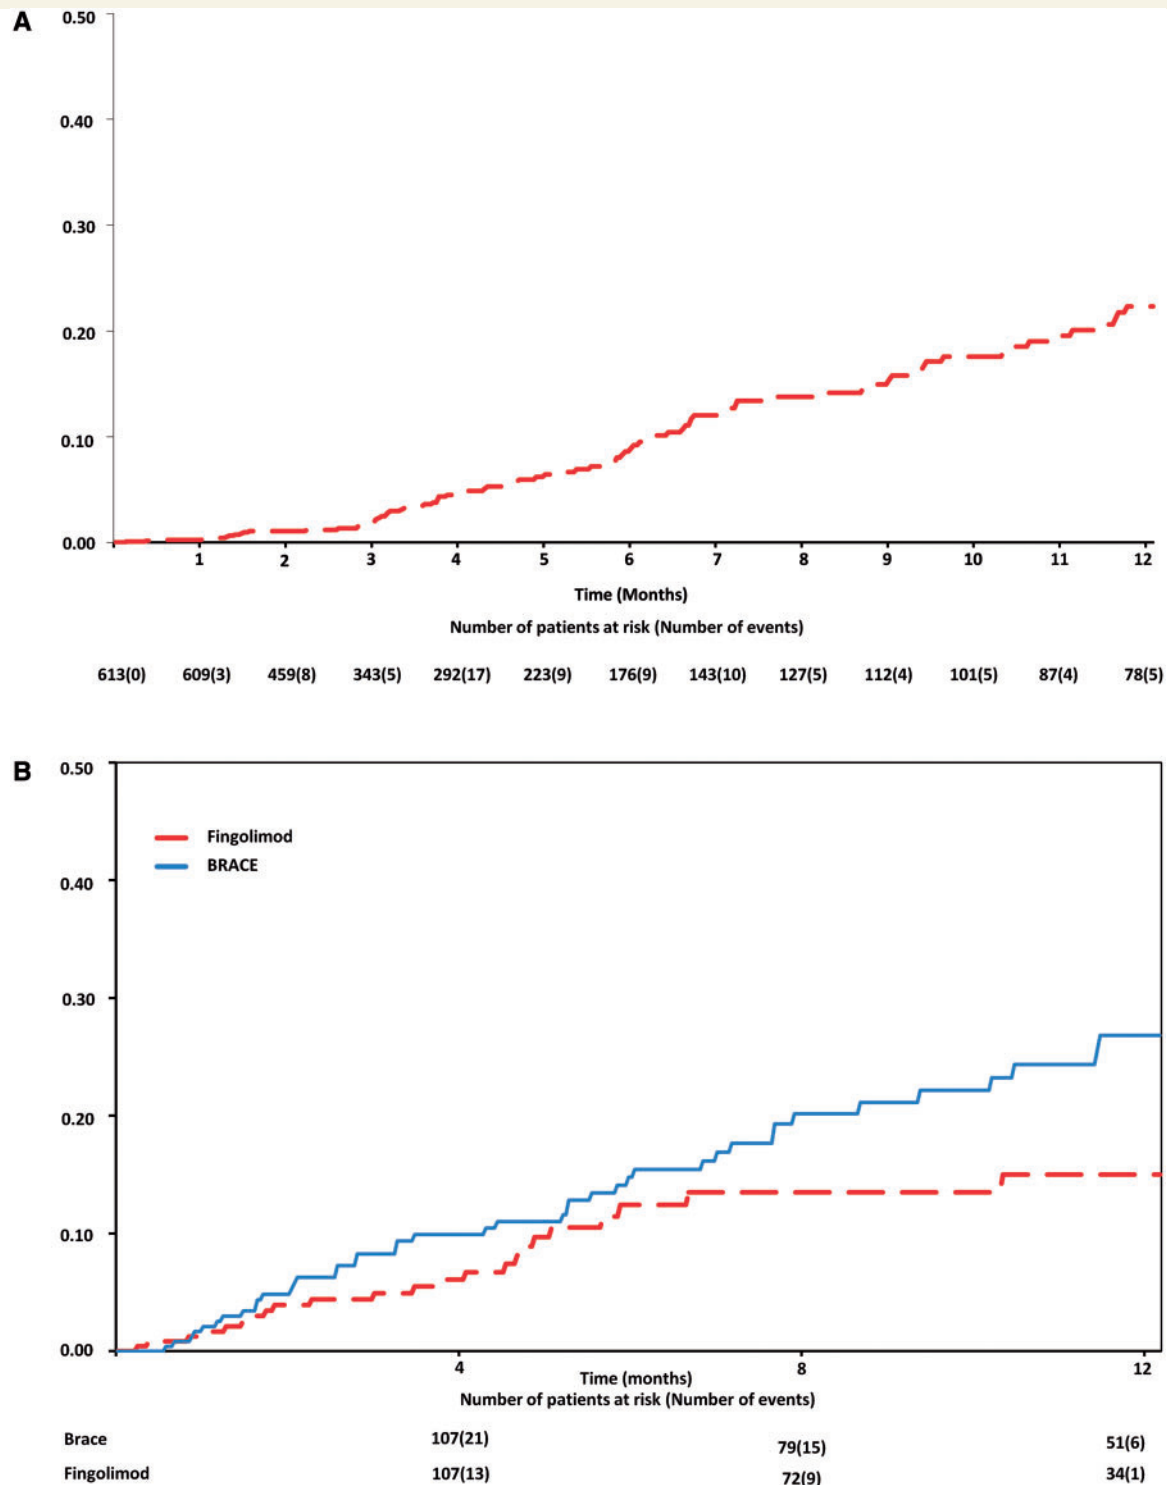 A
0.50
0.40
0.30
0.20
0.10
0.00
1 2 3 4 5 6 7 8 9 10 11 12
Time (Months)
Number of patients at risk (Number of events)
613(0) 609(3) 459(8) 343(5) 292(17) 223(9) 176(9) 143(10) 127(5) 112(4) 101(5) 87(4) 78(5)
B
0.50
Fingolimod
BRACE
0.40
0.30
0.20
0.10
0.00
4 8 12
Time (months)
Number of patients at risk (Number of events)
Brace 107(21) 79(15) 51(6)
Fingolimod 107(13) 72(9) 34(1)